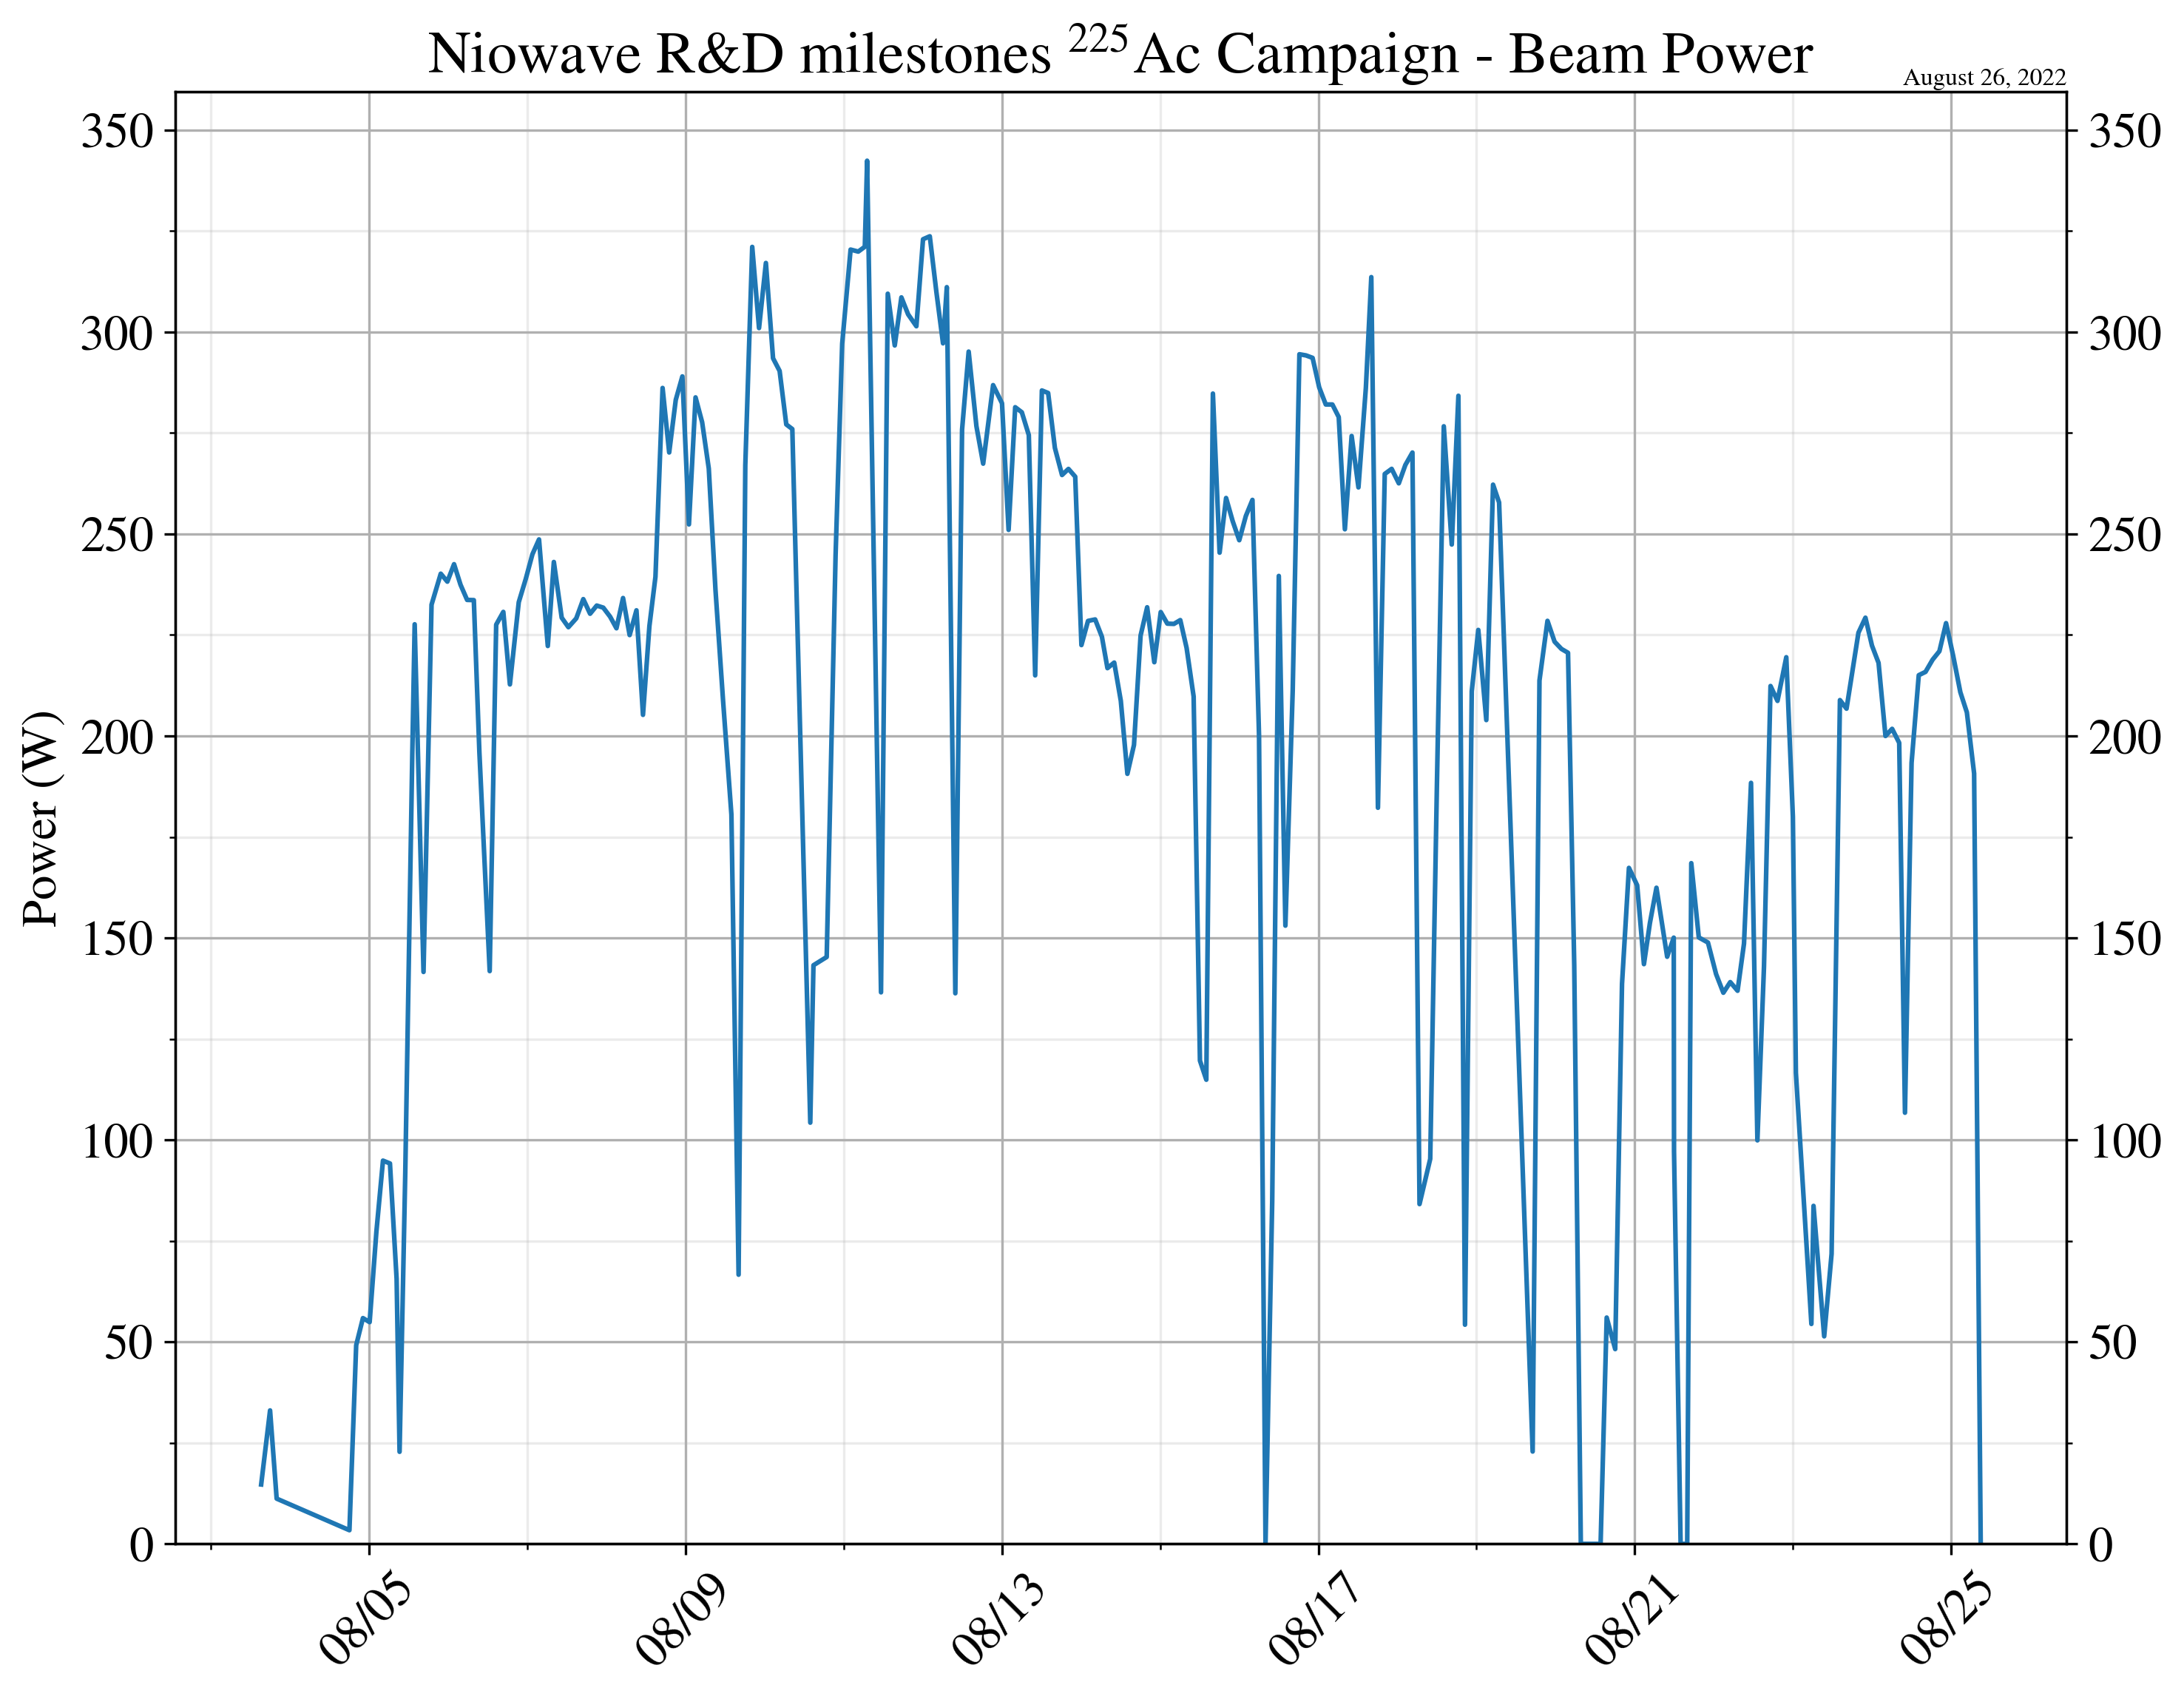 Niowave R&D milestones ²²⁵Ac Campaign - Beam Power
August 26, 2022
350 350
300 300
250 250
200 200
150 150
100 100
50 50
0 0
Power (W)
08/05 08/09 08/13 08/17 08/21 08/25